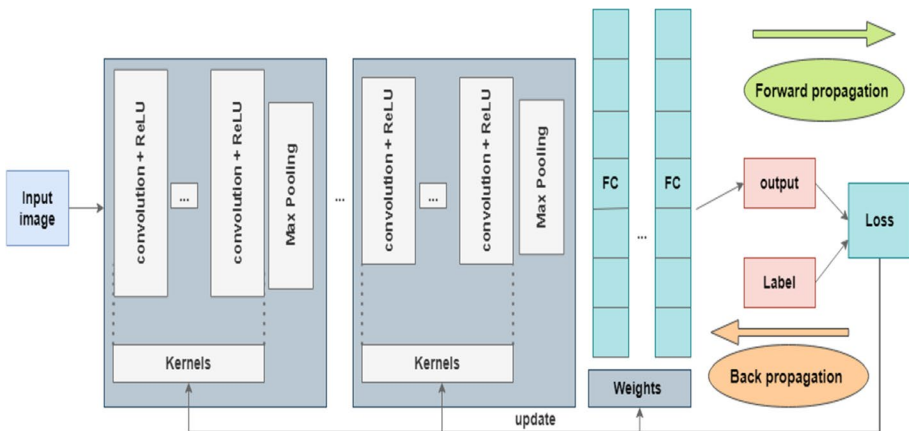 Input
image
convolution + ReLU
...
convolution + ReLU
Max Pooling
Kernels
...
convolution + ReLU
...
convolution + ReLU
Max Pooling
Kernels
FC
...
FC
Weights
Forward propagation
output
Label
Loss
Back propagation
update